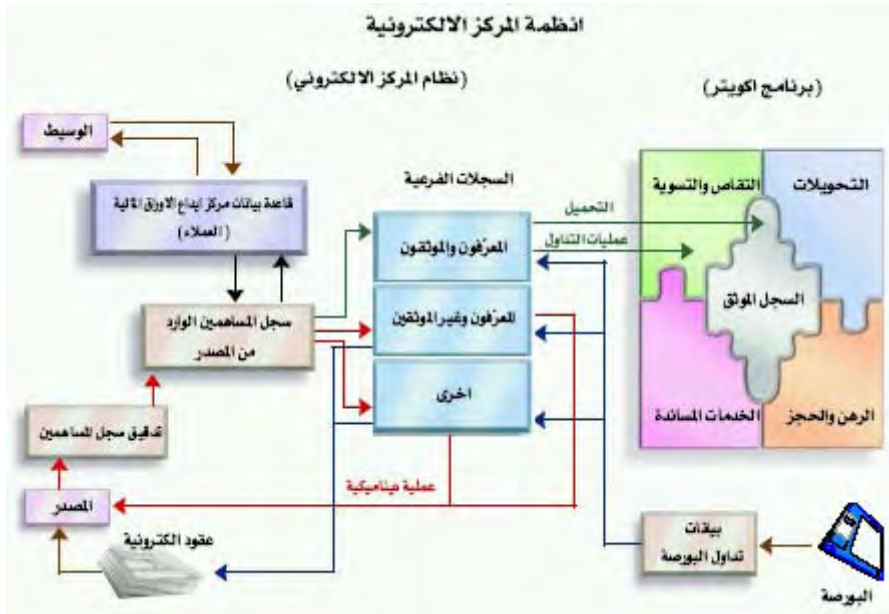 انظمة المركز الالكترونية
(برنامج اكويتر)
(نظام المركز الالكتروني)
الوسيط
قاعدة بيانات مركز ايداع الاوراق المالية
(العملاء)
السجلات الفرعية
التحويلات
التقاص والتسوية
التحميل
عمليات التداول
المعرّفون والموثقون
السجل الموثق
سجل المساهمين الوارد
من المصدر
المعرّفون وغير الموثقين
اخرى
الرهن والحجز
الخدمات المساندة
تدقيق سجل المساهمين
عملية ديناميكية
المصدر
عقود الكترونية
بيانات
تداول البورصة
البورصة